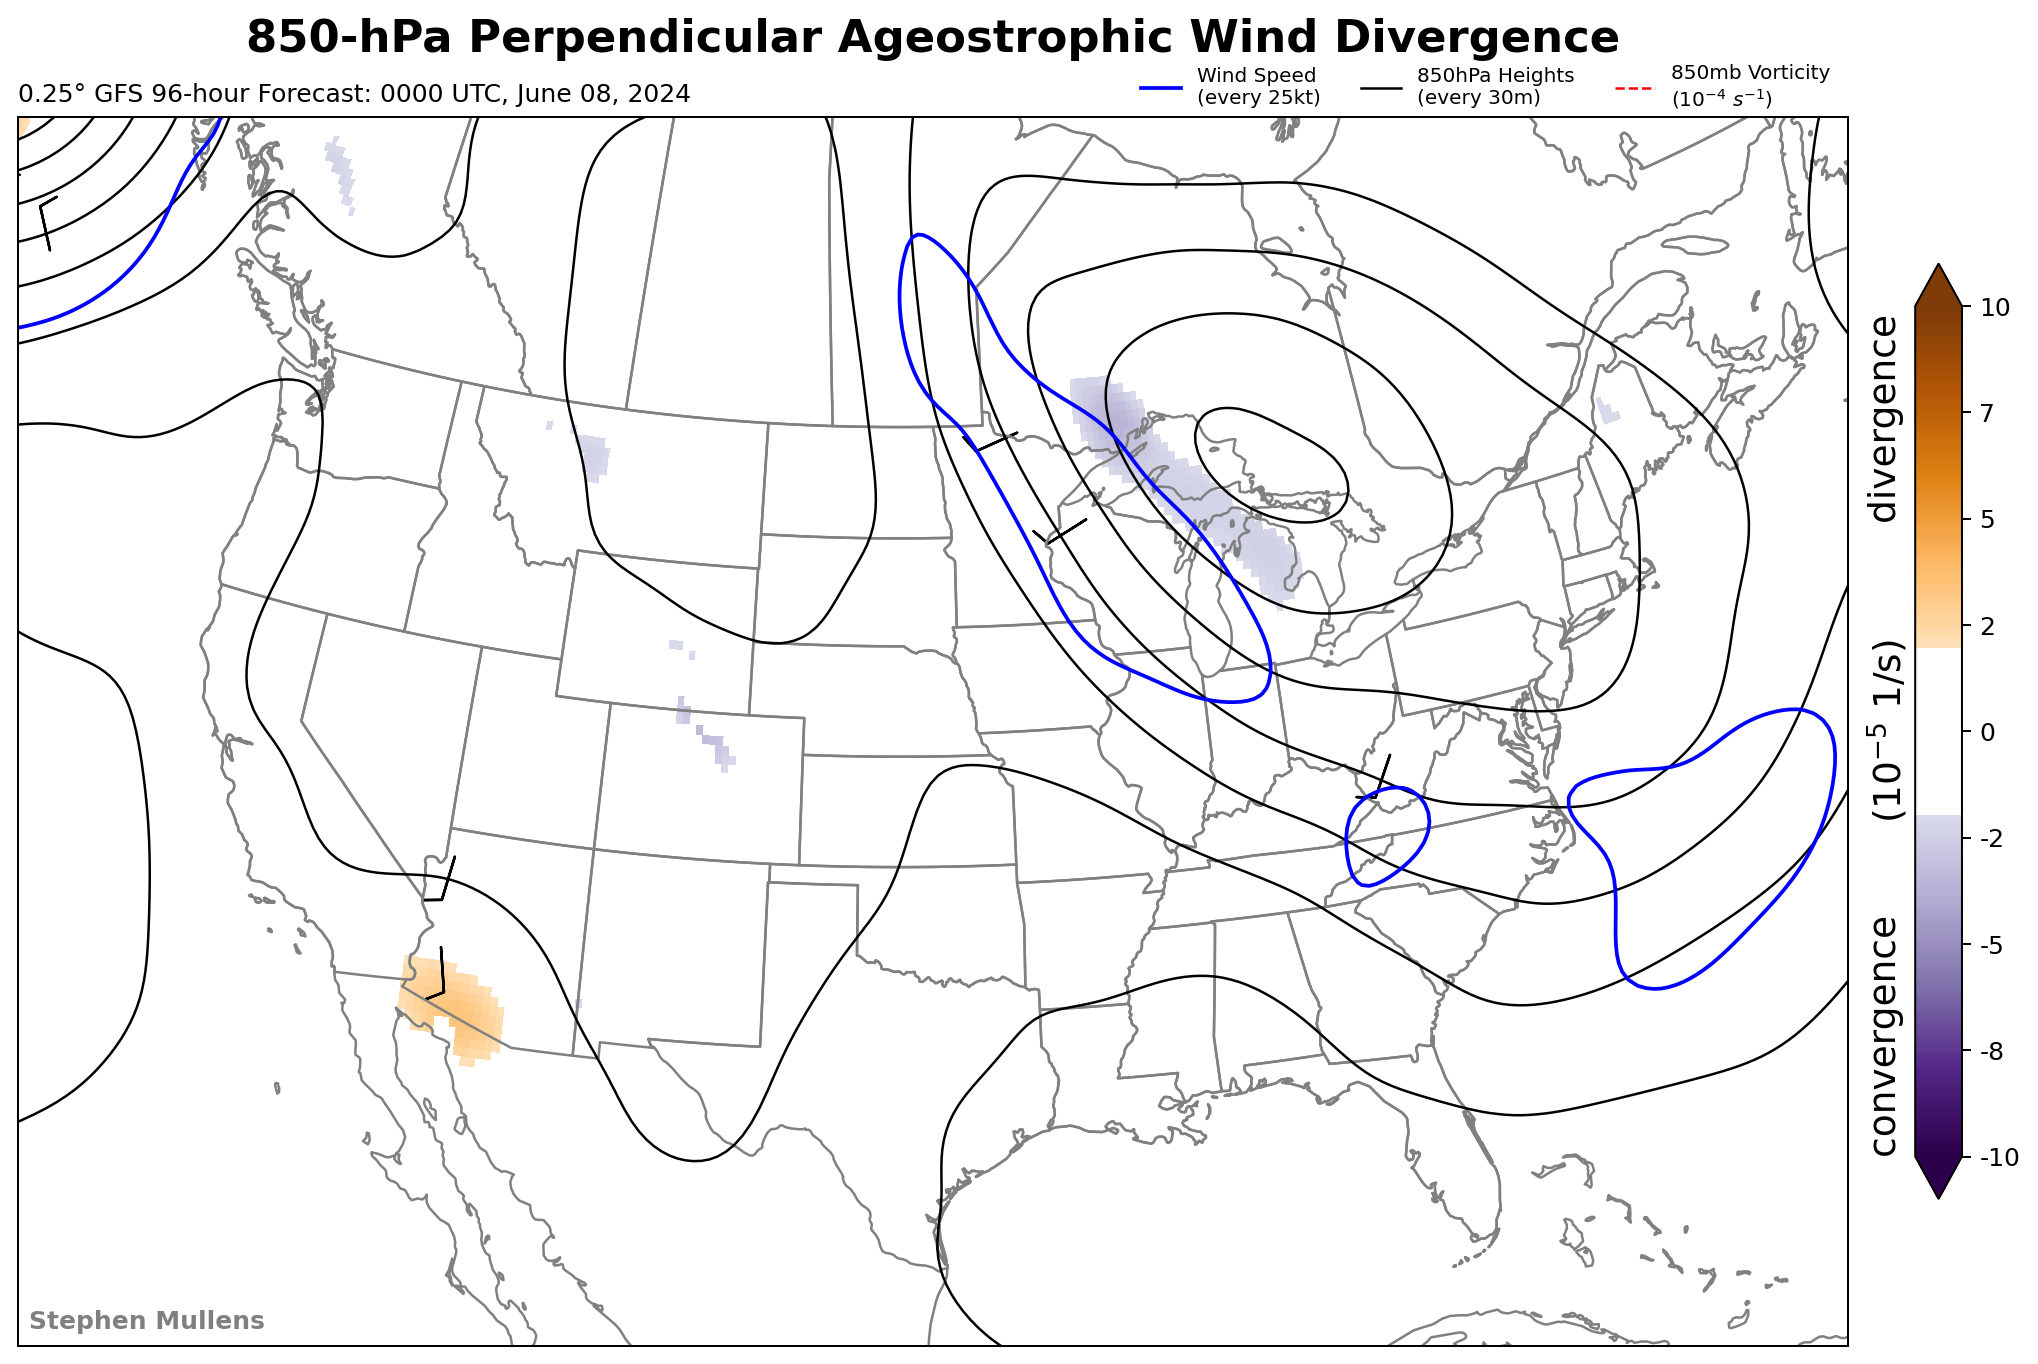 850-hPa Perpendicular Ageostrophic Wind Divergence
0.25° GFS 96-hour Forecast: 0000 UTC, June 08, 2024
Wind Speed
(every 25kt)
850hPa Heights
(every 30m)
850mb Vorticity
(10⁻⁴ s⁻¹)
10
7
5
2
0
-2
-5
-8
-10
convergence (10⁻⁵ 1/s) divergence
Stephen Mullens